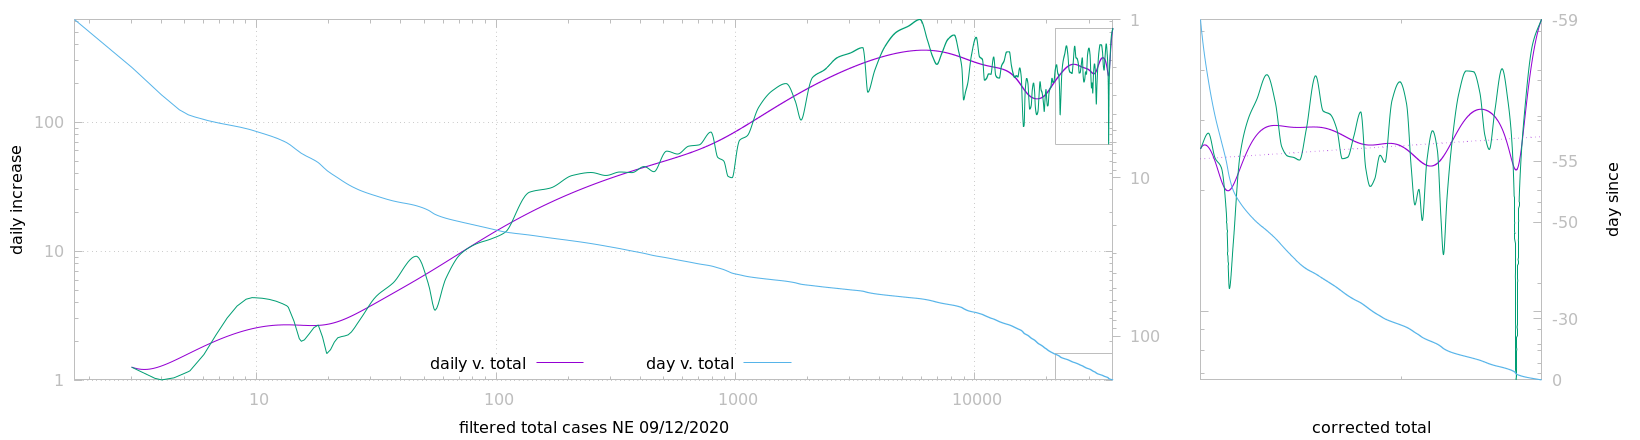 daily increase
100
10
1
10
100
1000
10000
1
10
100
daily v. total
day v. total
filtered total cases NE 09/12/2020
-59
-55
-50
-30
0
day since
corrected total